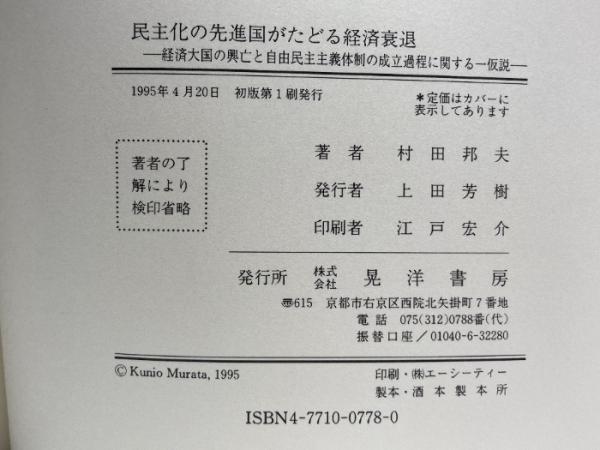 民主化の先進国がたどる経済衰退
―経済大国の興亡と自由民主主義体制の成立過程に関する一仮説―
1995年4月20日　初版第1刷発行
＊定価はカバーに
表示してあります
著者の了
解により
検印省略
著　者　村　田　邦　夫
発行者　上　田　芳　樹
印刷者　江　戸　宏　介
発行所　株式会社　晃　洋　書　房
〠615　京都市右京区西院北矢掛町7番地
電　話　075(312)0788番(代)
振替口座／01040-6-32280
©Kunio Murata, 1995
印刷・㈱エーシーティー
製本・酒本製本所
ISBN4-7710-0778-0